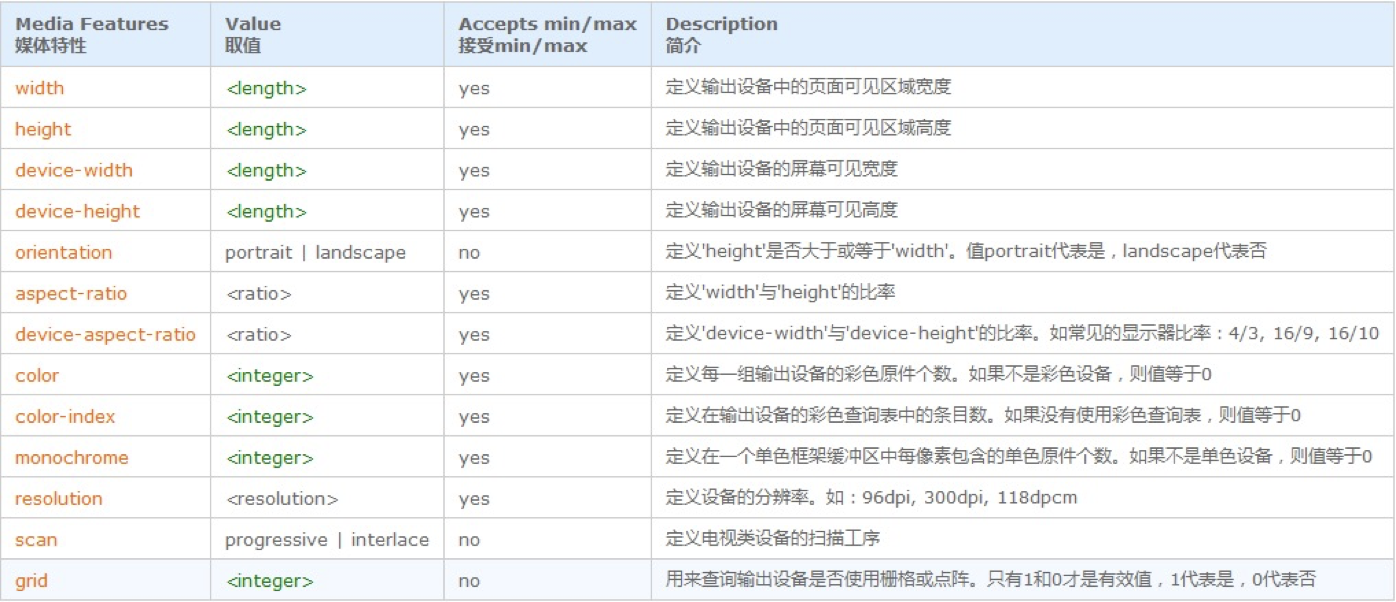 Media Features Value Accepts min/max Description
媒体特性 取值 接受min/max 简介
width <length> yes 定义输出设备中的页面可见区域宽度
height <length> yes 定义输出设备中的页面可见区域高度
device-width <length> yes 定义输出设备的屏幕可见宽度
device-height <length> yes 定义输出设备的屏幕可见高度
orientation portrait | landscape no 定义'height'是否大于或等于'width'。值portrait代表是，landscape代表否
aspect-ratio <ratio> yes 定义'width'与'height'的比率
device-aspect-ratio <ratio> yes 定义'device-width'与'device-height'的比率。如常见的显示器比率：4/3, 16/9, 16/10
color <integer> yes 定义每一组输出设备的彩色原件个数。如果不是彩色设备，则值等于0
color-index <integer> yes 定义在输出设备的彩色查询表中的条目数。如果没有使用彩色查询表，则值等于0
monochrome <integer> yes 定义在一个单色框架缓冲区中每像素包含的单色原件个数。如果不是单色设备，则值等于0
resolution <resolution> yes 定义设备的分辨率。如：96dpi, 300dpi, 118dpcm
scan progressive | interlace no 定义电视类设备的扫描工序
grid <integer> no 用来查询输出设备是否使用栅格或点阵。只有1和0才是有效值，1代表是，0代表否